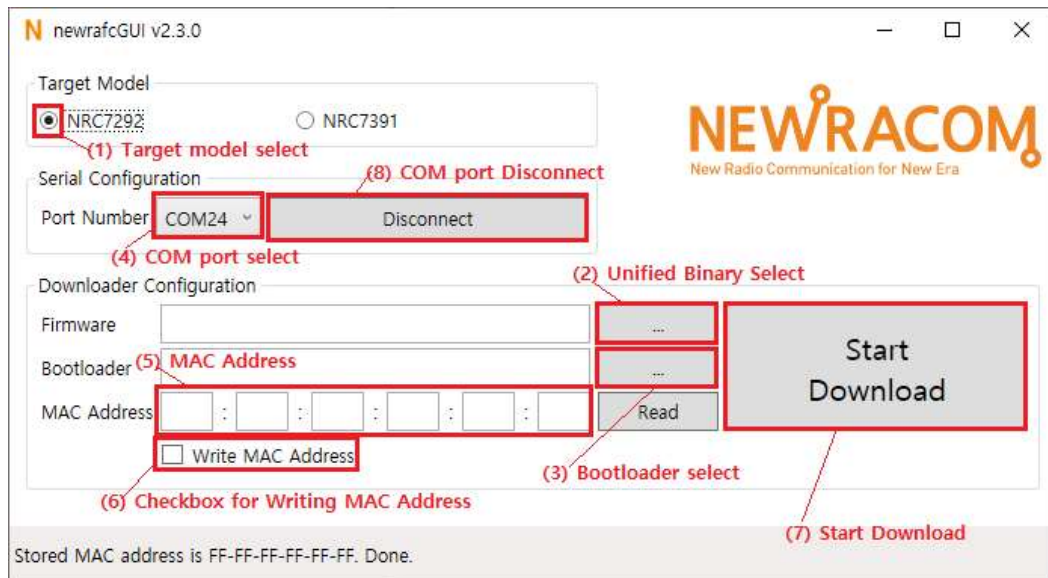 N newrafcGUI v2.3.0
Target Model
NRC7292 NRC7391
(1) Target model select
NEWRACOM
New Radio Communication for New Era
Serial Configuration
(8) COM port Disconnect
Port Number COM24 Disconnect
(4) COM port select
(2) Unified Binary Select
Downloader Configuration
Firmware ...
Start
Download
Bootloader ...
(5) MAC Address
MAC Address : : : : : Read
Write MAC Address
(3) Bootloader select
(6) Checkbox for Writing MAC Address
(7) Start Download
Stored MAC address is FF-FF-FF-FF-FF-FF. Done.